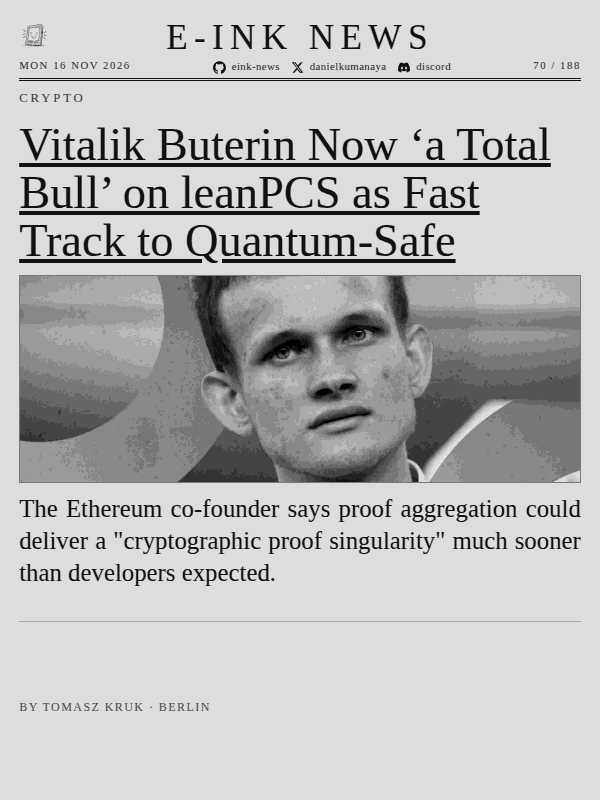 E-INK NEWS
MON 16 NOV 2026
eink-news danielkumanaya discord
70 / 188
CRYPTO
Vitalik Buterin Now ‘a Total
Bull’ on leanPCS as Fast
Track to Quantum-Safe
The Ethereum co-founder says proof aggregation could
deliver a "cryptographic proof singularity" much sooner
than developers expected.
BY TOMASZ KRUK · BERLIN